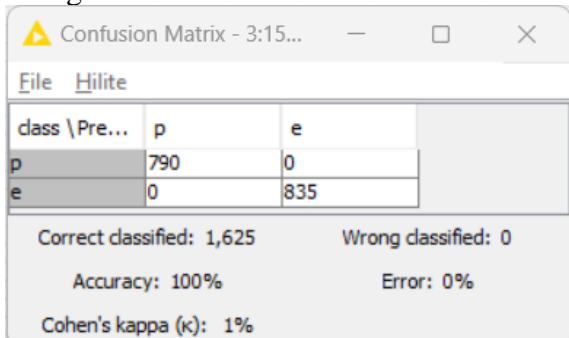 Confusion Matrix - 3:15...
File Hilite
class \ Pre... p e
p 790 0
e 0 835
Correct classified: 1,625 Wrong classified: 0
Accuracy: 100% Error: 0%
Cohen's kappa (κ): 1%